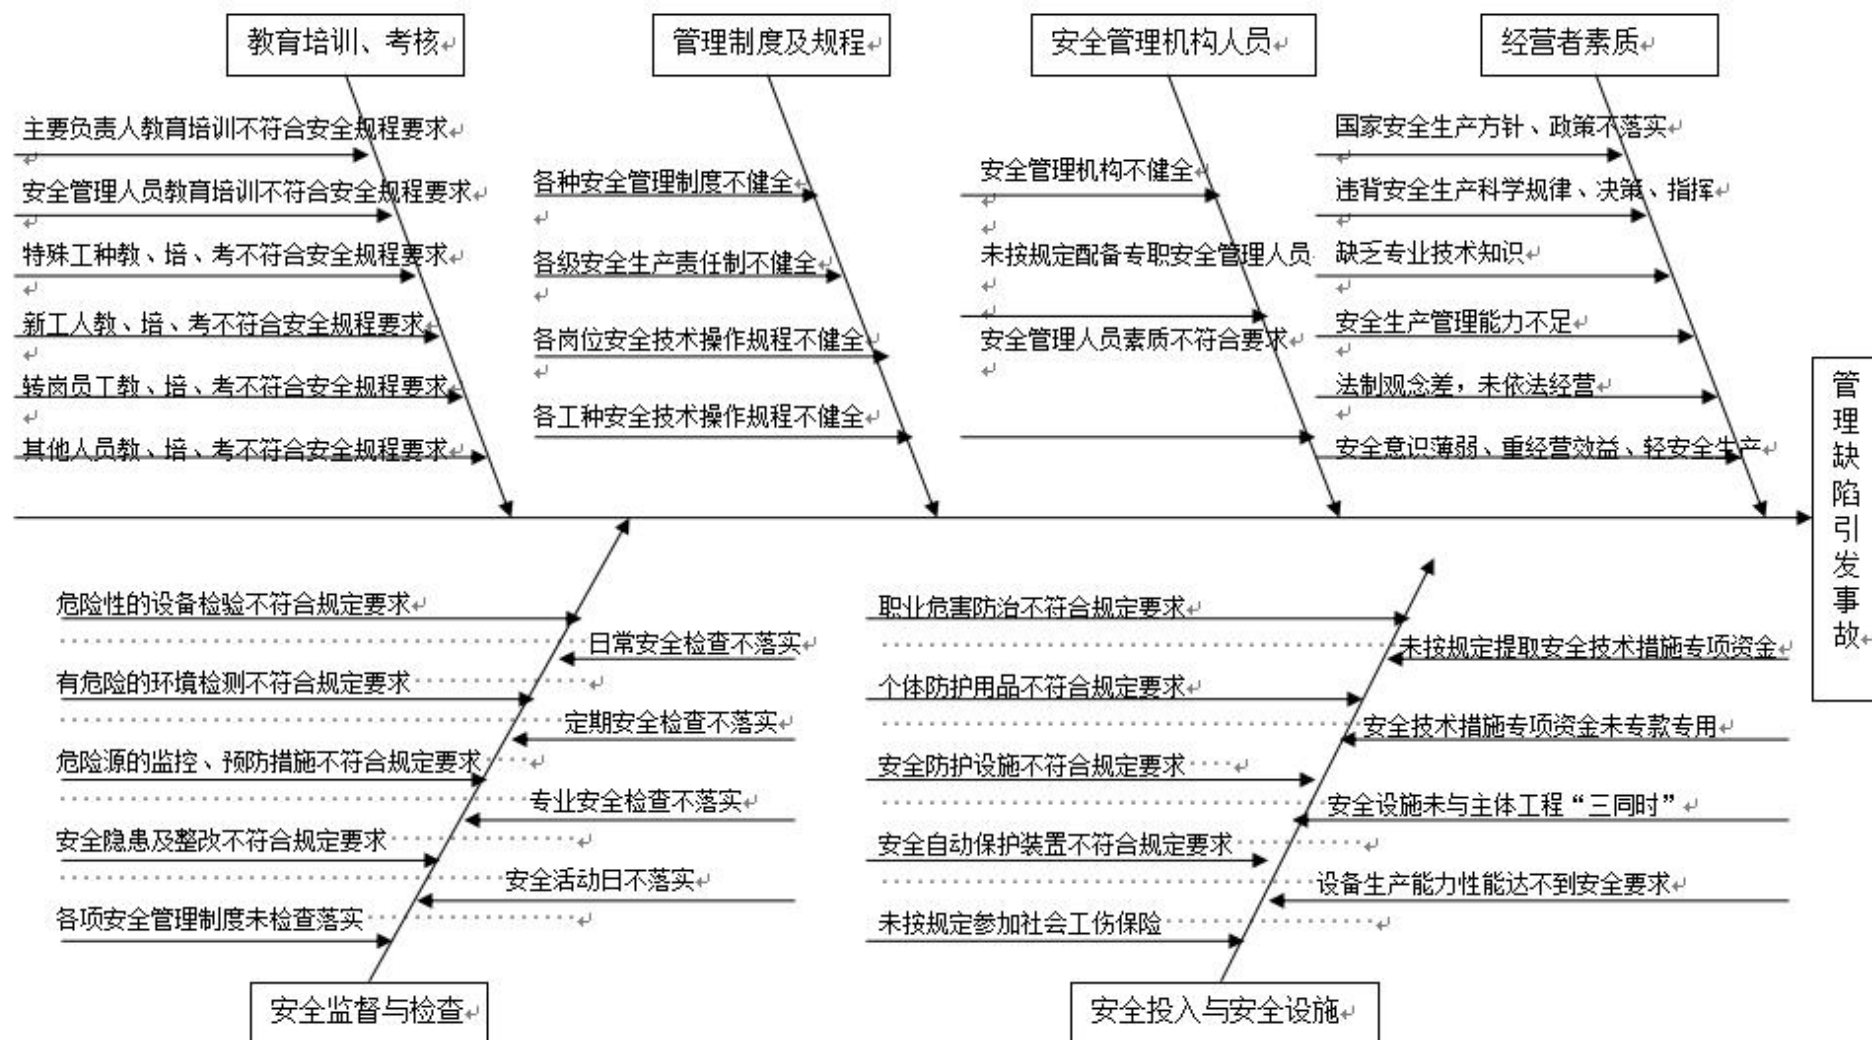 教育培训、考核
管理制度及规程
安全管理机构人员
经营者素质
主要负责人教育培训不符合安全规程要求
安全管理人员教育培训不符合安全规程要求
特殊工种教、培、考不符合安全规程要求
新工人教、培、考不符合安全规程要求
转岗员工教、培、考不符合安全规程要求
其他人员教、培、考不符合安全规程要求
各种安全管理制度不健全
各级安全生产责任制不健全
各岗位安全技术操作规程不健全
各工种安全技术操作规程不健全
安全管理机构不健全
未按规定配备专职安全管理人员
安全管理人员素质不符合要求
国家安全生产方针、政策不落实
违背安全生产科学规律、决策、指挥
缺乏专业技术知识
安全生产管理能力不足
法制观念差，未依法经营
安全意识薄弱、重经营效益、轻安全生产
管理缺陷引发事故
危险性的设备检验不符合规定要求
日常安全检查不落实
有危险的环境检测不符合规定要求
定期安全检查不落实
危险源的监控、预防措施不符合规定要求
专业安全检查不落实
安全隐患及整改不符合规定要求
安全活动日不落实
各项安全管理制度未检查落实
职业危害防治不符合规定要求
未按规定提取安全技术措施专项资金
个体防护用品不符合规定要求
安全技术措施专项资金未专款专用
安全防护设施不符合规定要求
安全设施未与主体工程“三同时”
安全自动保护装置不符合规定要求
设备生产能力性能达不到安全要求
未按规定参加社会工伤保险
安全监督与检查
安全投入与安全设施